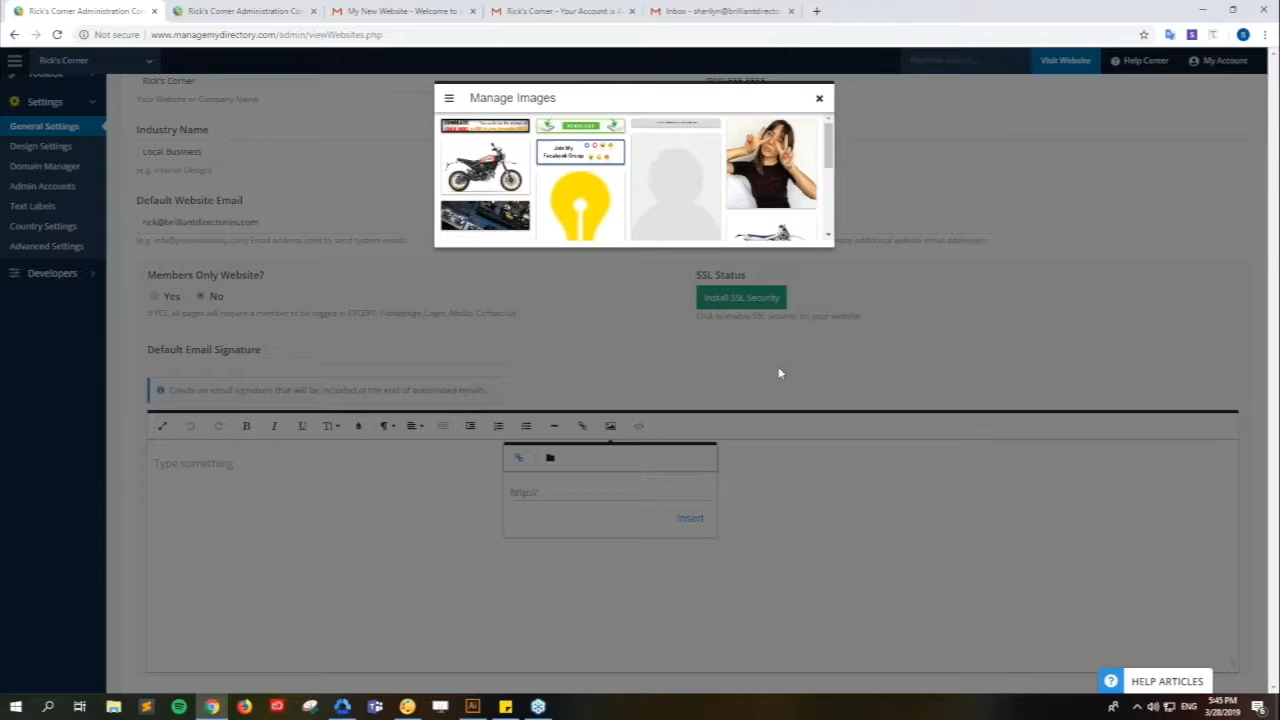 Rick's Corner Administration Con
Rick's Corner Administration Co
My New Website - Welcome to
Rick's Corner - Your Account is A
Inbox - sherilyn@brilliantdirector
Not secure
www.managemydirectory.com/admin/viewWebsites.php
Rick's Corner
Visit Website
Help Center
My Account
Toolbox
Settings
General Settings
Design Settings
Domain Manager
Admin Accounts
Text Labels
Country Settings
Advanced Settings
Developers
Rick's Corner
Your Website or Company Name
Industry Name
Local Business
(e.g. Interior Design)
Default Website Email
rick@brilliantdirectories.com
Manage Images
DOWNLOAD
Join My
Facebook Group
Members Only Website?
Yes
No
If YES, all pages will require a member to be logged in EXCEPT: Homepage, Login, About, Contact Us
SSL Status
Install SSL Security
Click to enable SSL Security for your website
Default Email Signature
Create an email signature that will be included at the end of automated emails.
Type something
http://
Insert
HELP ARTICLES
5:45 PM
3/28/2019